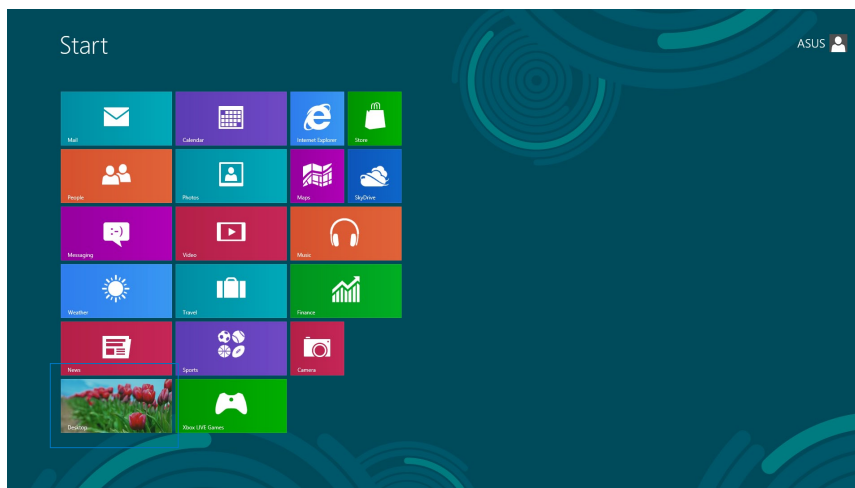 Start
ASUS
Mail
Calendar
Internet Explorer
Store
People
Photos
Maps
SkyDrive
:-)
Messaging
Video
Music
Weather
Travel
Finance
News
Sports
Camera
Desktop
Xbox LIVE Games